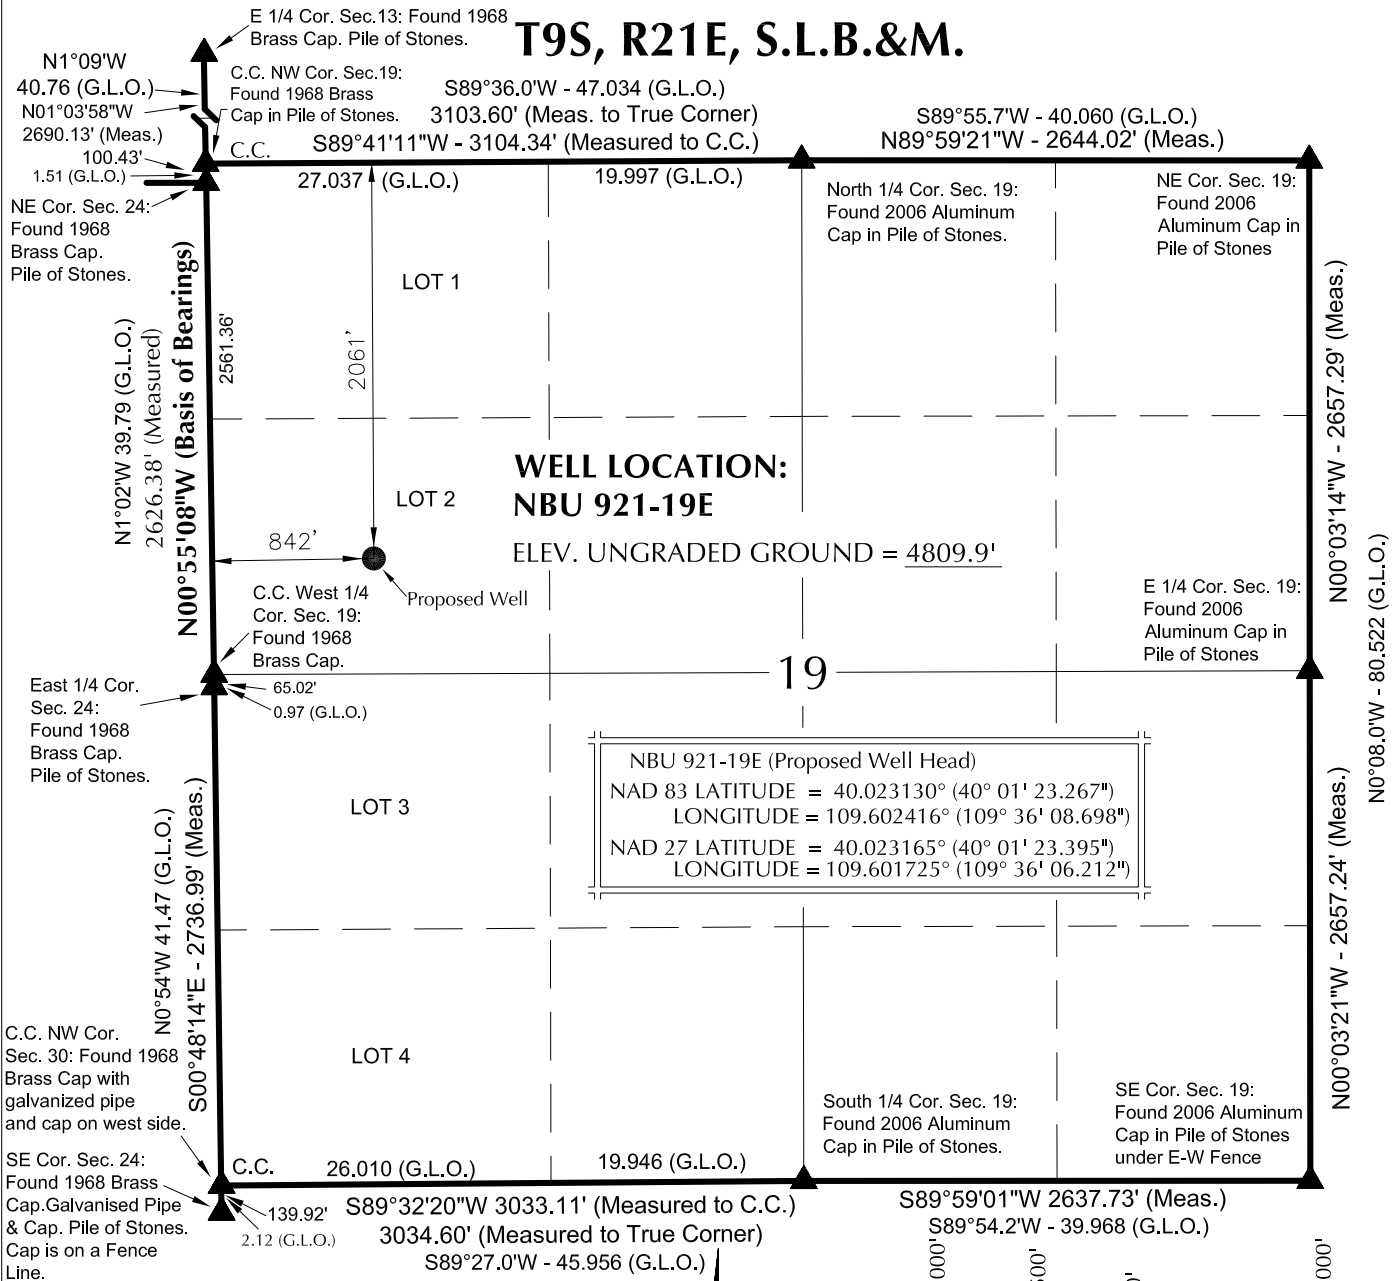 T9S, R21E, S.L.B.&M.
E 1/4 Cor. Sec.13: Found 1968
Brass Cap. Pile of Stones.
N1°09'W
40.76 (G.L.O.)
N01°03'58"W
2690.13' (Meas.)
100.43'
1.51 (G.L.O.)
C.C. NW Cor. Sec.19:
Found 1968 Brass
Cap in Pile of Stones.
C.C.
S89°36.0'W - 47.034 (G.L.O.)
3103.60' (Meas. to True Corner)
S89°41'11"W - 3104.34' (Measured to C.C.)
27.037 (G.L.O.)
19.997 (G.L.O.)
S89°55.7'W - 40.060 (G.L.O.)
N89°59'21"W - 2644.02' (Meas.)
NE Cor. Sec. 24:
Found 1968
Brass Cap.
Pile of Stones.
North 1/4 Cor. Sec. 19:
Found 2006 Aluminum
Cap in Pile of Stones.
NE Cor. Sec. 19:
Found 2006
Aluminum Cap in
Pile of Stones
LOT 1
N1°02'W 39.79 (G.L.O.)
2626.38' (Measured)
N00°55'08"W (Basis of Bearings)
2561.36'
2061'
N00°03'14"W - 2657.29' (Meas.)
WELL LOCATION:
NBU 921-19E
ELEV. UNGRADED GROUND = 4809.9'
LOT 2
842'
Proposed Well
C.C. West 1/4
Cor. Sec. 19:
Found 1968
Brass Cap.
E 1/4 Cor. Sec. 19:
Found 2006
Aluminum Cap in
Pile of Stones
N0°08.0'W - 80.522 (G.L.O.)
19
East 1/4 Cor.
Sec. 24:
Found 1968
Brass Cap.
Pile of Stones.
65.02'
0.97 (G.L.O.)
NBU 921-19E (Proposed Well Head)
NAD 83 LATITUDE = 40.023130° (40° 01' 23.267")
LONGITUDE = 109.602416° (109° 36' 08.698")
NAD 27 LATITUDE = 40.023165° (40° 01' 23.395")
LONGITUDE = 109.601725° (109° 36' 06.212")
LOT 3
N0°54'W 41.47 (G.L.O.)
S00°48'14"E - 2736.99' (Meas.)
N00°03'21"W - 2657.24' (Meas.)
LOT 4
C.C. NW Cor.
Sec. 30: Found 1968
Brass Cap with
galvanized pipe
and cap on west side.
SE Cor. Sec. 24:
Found 1968 Brass
Cap.Galvanised Pipe
& Cap. Pile of Stones.
Cap is on a Fence
Line.
South 1/4 Cor. Sec. 19:
Found 2006 Aluminum
Cap in Pile of Stones.
SE Cor. Sec. 19:
Found 2006 Aluminum
Cap in Pile of Stones
under E-W Fence
C.C.
26.010 (G.L.O.)
19.946 (G.L.O.)
139.92'
2.12 (G.L.O.)
S89°32'20"W 3033.11' (Measured to C.C.)
3034.60' (Measured to True Corner)
S89°27.0'W - 45.956 (G.L.O.)
S89°59'01"W 2637.73' (Meas.)
S89°54.2'W - 39.968 (G.L.O.)